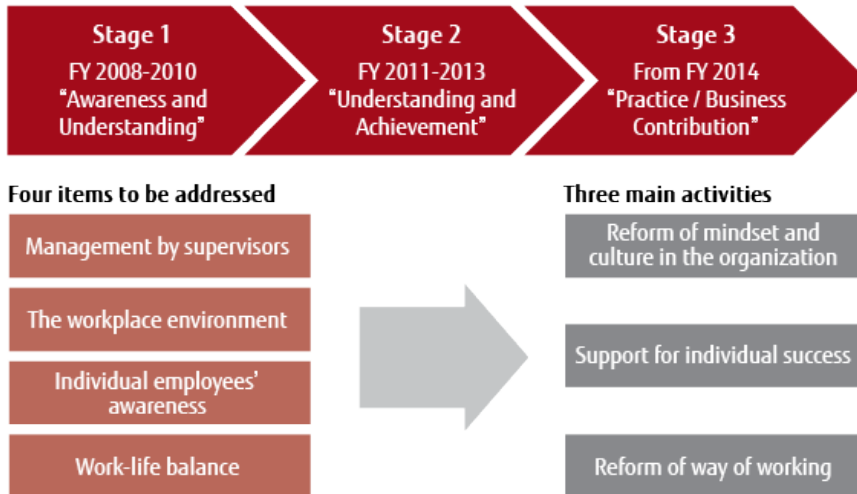 Stage 1
FY 2008-2010
“Awareness and
Understanding”
Stage 2
FY 2011-2013
“Understanding and
Achievement”
Stage 3
From FY 2014
“Practice / Business
Contribution”
Four items to be addressed
Management by supervisors
The workplace environment
Individual employees’
awareness
Work-life balance
Three main activities
Reform of mindset and
culture in the organization
Support for individual success
Reform of way of working